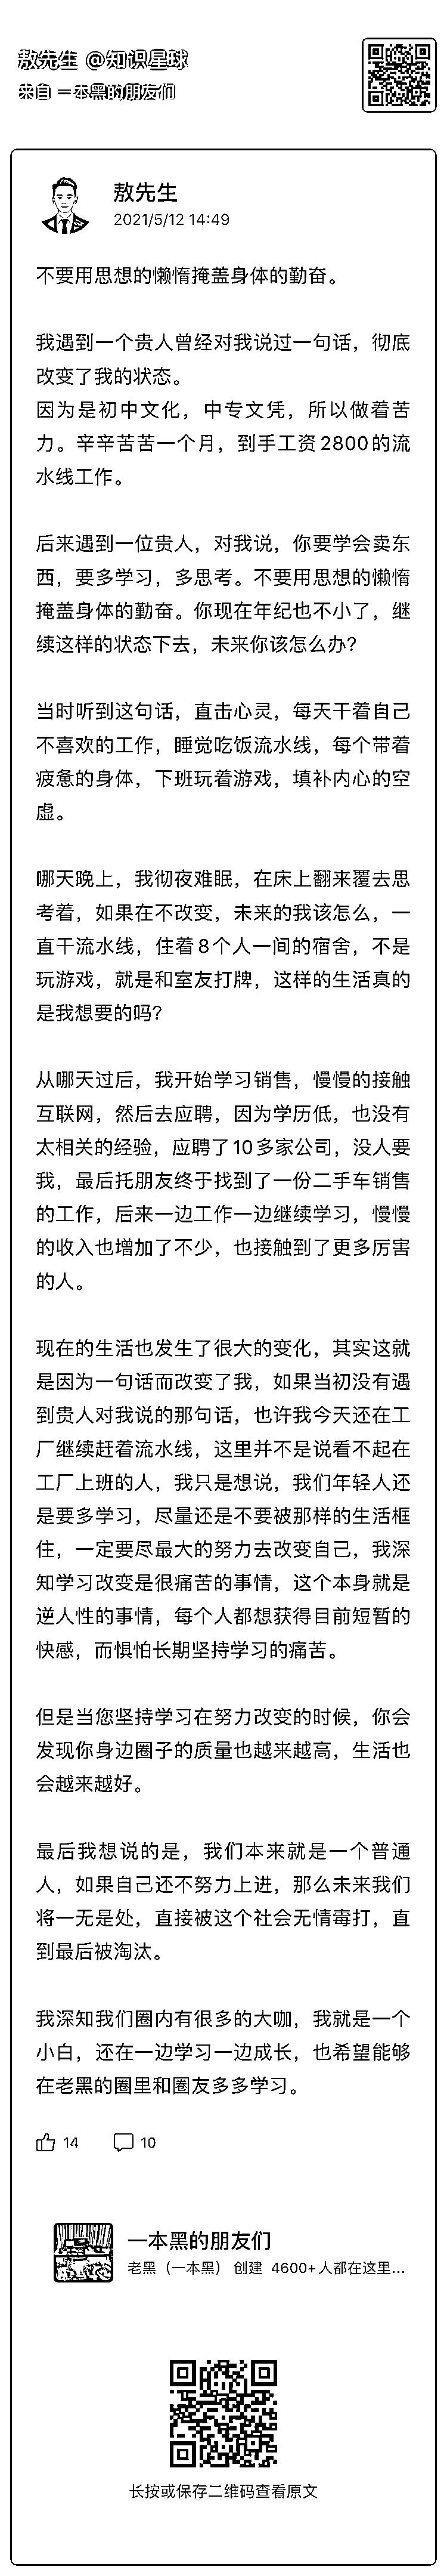 敖先生 @知识星球
来自 一本黑的朋友们
敖先生
2021/5/12 14:49
不要用思想的懒惰掩盖身体的勤奋。
我遇到一个贵人曾经对我说过一句话，彻底
改变了我的状态。
因为是初中文化，中专文凭，所以做着苦
力。辛辛苦苦一个月，到手工资2800的流
水线工作。
后来遇到一位贵人，对我说，你要学会卖东
西，要多学习，多思考。不要用思想的懒惰
掩盖身体的勤奋。你现在年纪也不小了，继
续这样的状态下去，未来你该怎么办？
当时听到这句话，直击心灵，每天干着自己
不喜欢的工作，睡觉吃饭流水线，每个带着
疲惫的身体，下班玩着游戏，填补内心的空
虚。
哪天晚上，我彻夜难眠，在床上翻来覆去思
考着，如果在不改变，未来的我该怎么，一
直干流水线，住着8个人一间的宿舍，不是
玩游戏，就是和室友打牌，这样的生活真的
是我想要的吗？
从哪天过后，我开始学习销售，慢慢的接触
互联网，然后去应聘，因为学历低，也没有
太相关的经验，应聘了10多家公司，没人要
我，最后托朋友终于找到了一份二手车销售
的工作，后来一边工作一边继续学习，慢慢
的收入也增加了不少，也接触到了更多厉害
的人。
现在的生活也发生了很大的变化，其实这就
是因为一句话而改变了我，如果当初没有遇
到贵人对我说的那句话，也许我今天还在工
厂继续赶着流水线，这里并不是说看不起在
工厂上班的人，我只是想说，我们年轻人还
是要多学习，尽量还是不要被那样的生活框
住，一定要尽最大的努力去改变自己，我深
知学习改变是很痛苦的事情，这个本身就是
逆人性的事情，每个人都想获得目前短暂的
快感，而惧怕长期坚持学习的痛苦。
但是当您坚持学习在努力改变的时候，你会
发现你身边圈子的质量也越来越高，生活也
会越来越好。
最后我想说的是，我们本来就是一个普通
人，如果自己还不努力上进，那么未来我们
将一无是处，直接被这个社会无情毒打，直
到最后被淘汰。
我深知我们圈内有很多的大咖，我就是一个
小白，还在一边学习一边成长，也希望能够
在老黑的圈里和圈友多多学习。
14 10
一本黑的朋友们
老黑（一本黑） 创建 4600+人都在这里...
长按或保存二维码查看原文